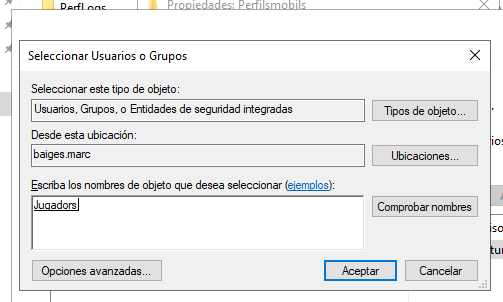 PerfLogs
Propiedades: Perfilsmobils
Seleccionar Usuarios o Grupos
Seleccionar este tipo de objeto:
Usuarios, Grupos, o Entidades de seguridad integradas
Tipos de objeto...
Desde esta ubicación:
baiges.marc
Ubicaciones...
Escriba los nombres de objeto que desea seleccionar (ejemplos):
Jugadors
Comprobar nombres
Opciones avanzadas...
Aceptar
Cancelar